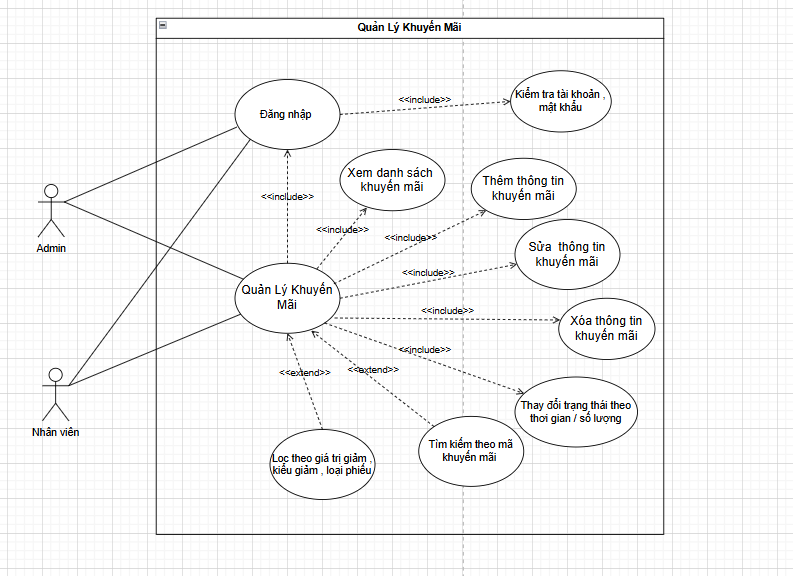 Quản Lý Khuyến Mãi
Đăng nhập
<<include>>
Kiểm tra tài khoản ,
mật khẩu
Xem danh sách
khuyến mãi
Thêm thông tin
khuyến mãi
<<include>>
<<include>>
<<include>>
Sửa thông tin
khuyến mãi
<<include>>
Admin
Quản Lý Khuyến
Mãi
<<include>>
Xóa thông tin
khuyến mãi
<<include>>
<<extend>>
<<extend>>
Thay đổi trạng thái theo
thời gian / số lượng
Nhân viên
Lọc theo giá trị giảm ,
kiểu giảm , loại phiếu
Tìm kiếm theo mã
khuyến mãi